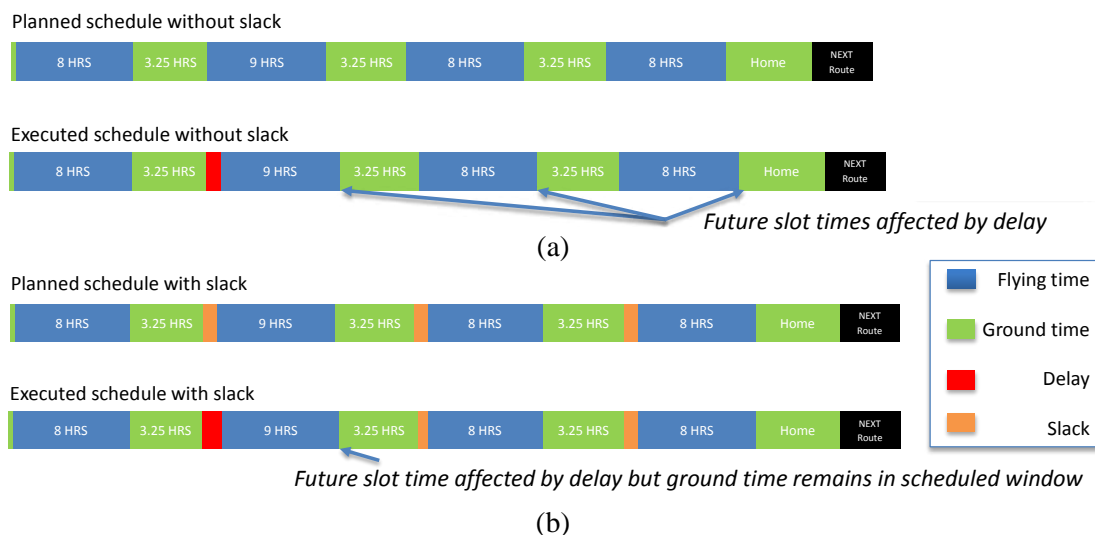 Planned schedule without slack
8 HRS 3.25 HRS 9 HRS 3.25 HRS 8 HRS 3.25 HRS 8 HRS Home NEXT Route
Executed schedule without slack
8 HRS 3.25 HRS 9 HRS 3.25 HRS 8 HRS 3.25 HRS 8 HRS Home NEXT Route
Future slot times affected by delay
(a)
Planned schedule with slack
8 HRS 3.25 HRS 9 HRS 3.25 HRS 8 HRS 3.25 HRS 8 HRS Home NEXT Route
Executed schedule with slack
8 HRS 3.25 HRS 9 HRS 3.25 HRS 8 HRS 3.25 HRS 8 HRS Home NEXT Route
Future slot time affected by delay but ground time remains in scheduled window
(b)
Flying time
Ground time
Delay
Slack